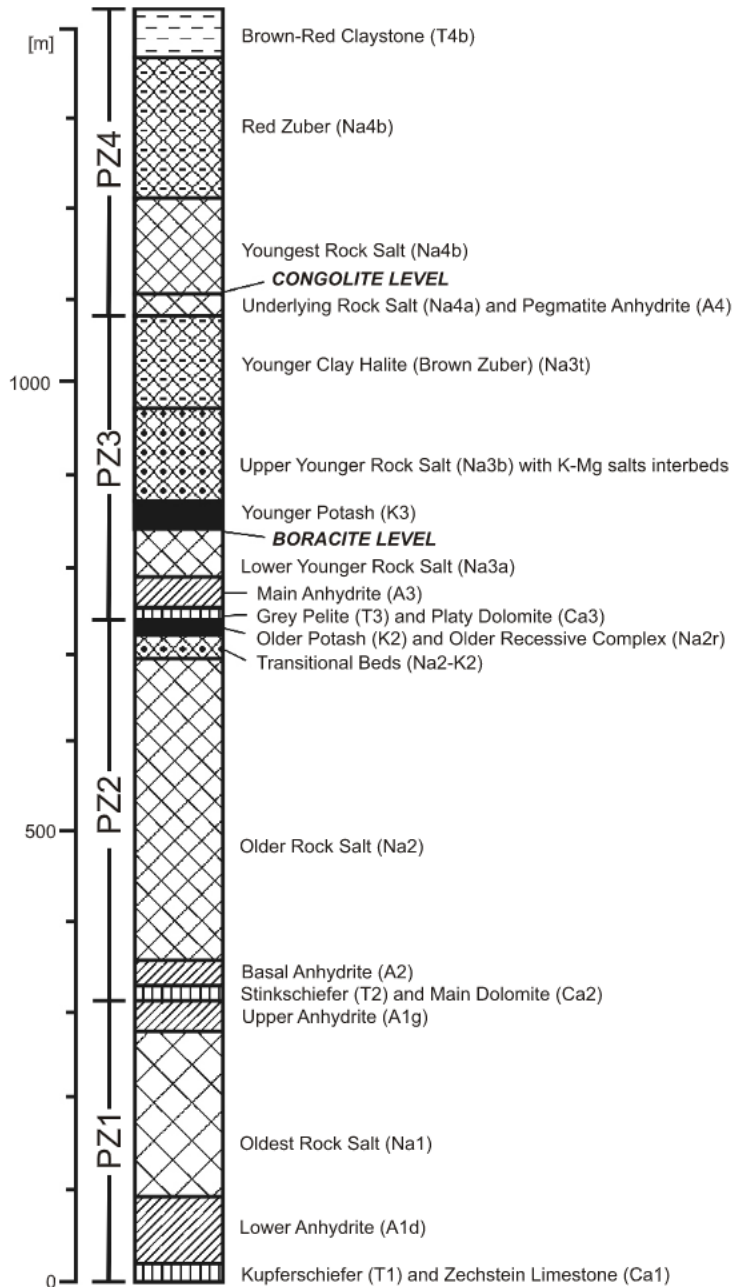 [m]
Brown-Red Claystone (T4b)
Red Zuber (Na4b)
PZ4
Youngest Rock Salt (Na4b)
CONGOLITE LEVEL
Underlying Rock Salt (Na4a) and Pegmatite Anhydrite (A4)
Younger Clay Halite (Brown Zuber) (Na3t)
1000
PZ3
Upper Younger Rock Salt (Na3b) with K-Mg salts interbeds
Younger Potash (K3)
BORACITE LEVEL
Lower Younger Rock Salt (Na3a)
Main Anhydrite (A3)
Grey Pelite (T3) and Platy Dolomite (Ca3)
Older Potash (K2) and Older Recessive Complex (Na2r)
Transitional Beds (Na2-K2)
PZ2
500
Older Rock Salt (Na2)
Basal Anhydrite (A2)
Stinkschiefer (T2) and Main Dolomite (Ca2)
Upper Anhydrite (A1g)
PZ1
Oldest Rock Salt (Na1)
Lower Anhydrite (A1d)
Kupferschiefer (T1) and Zechstein Limestone (Ca1)
0